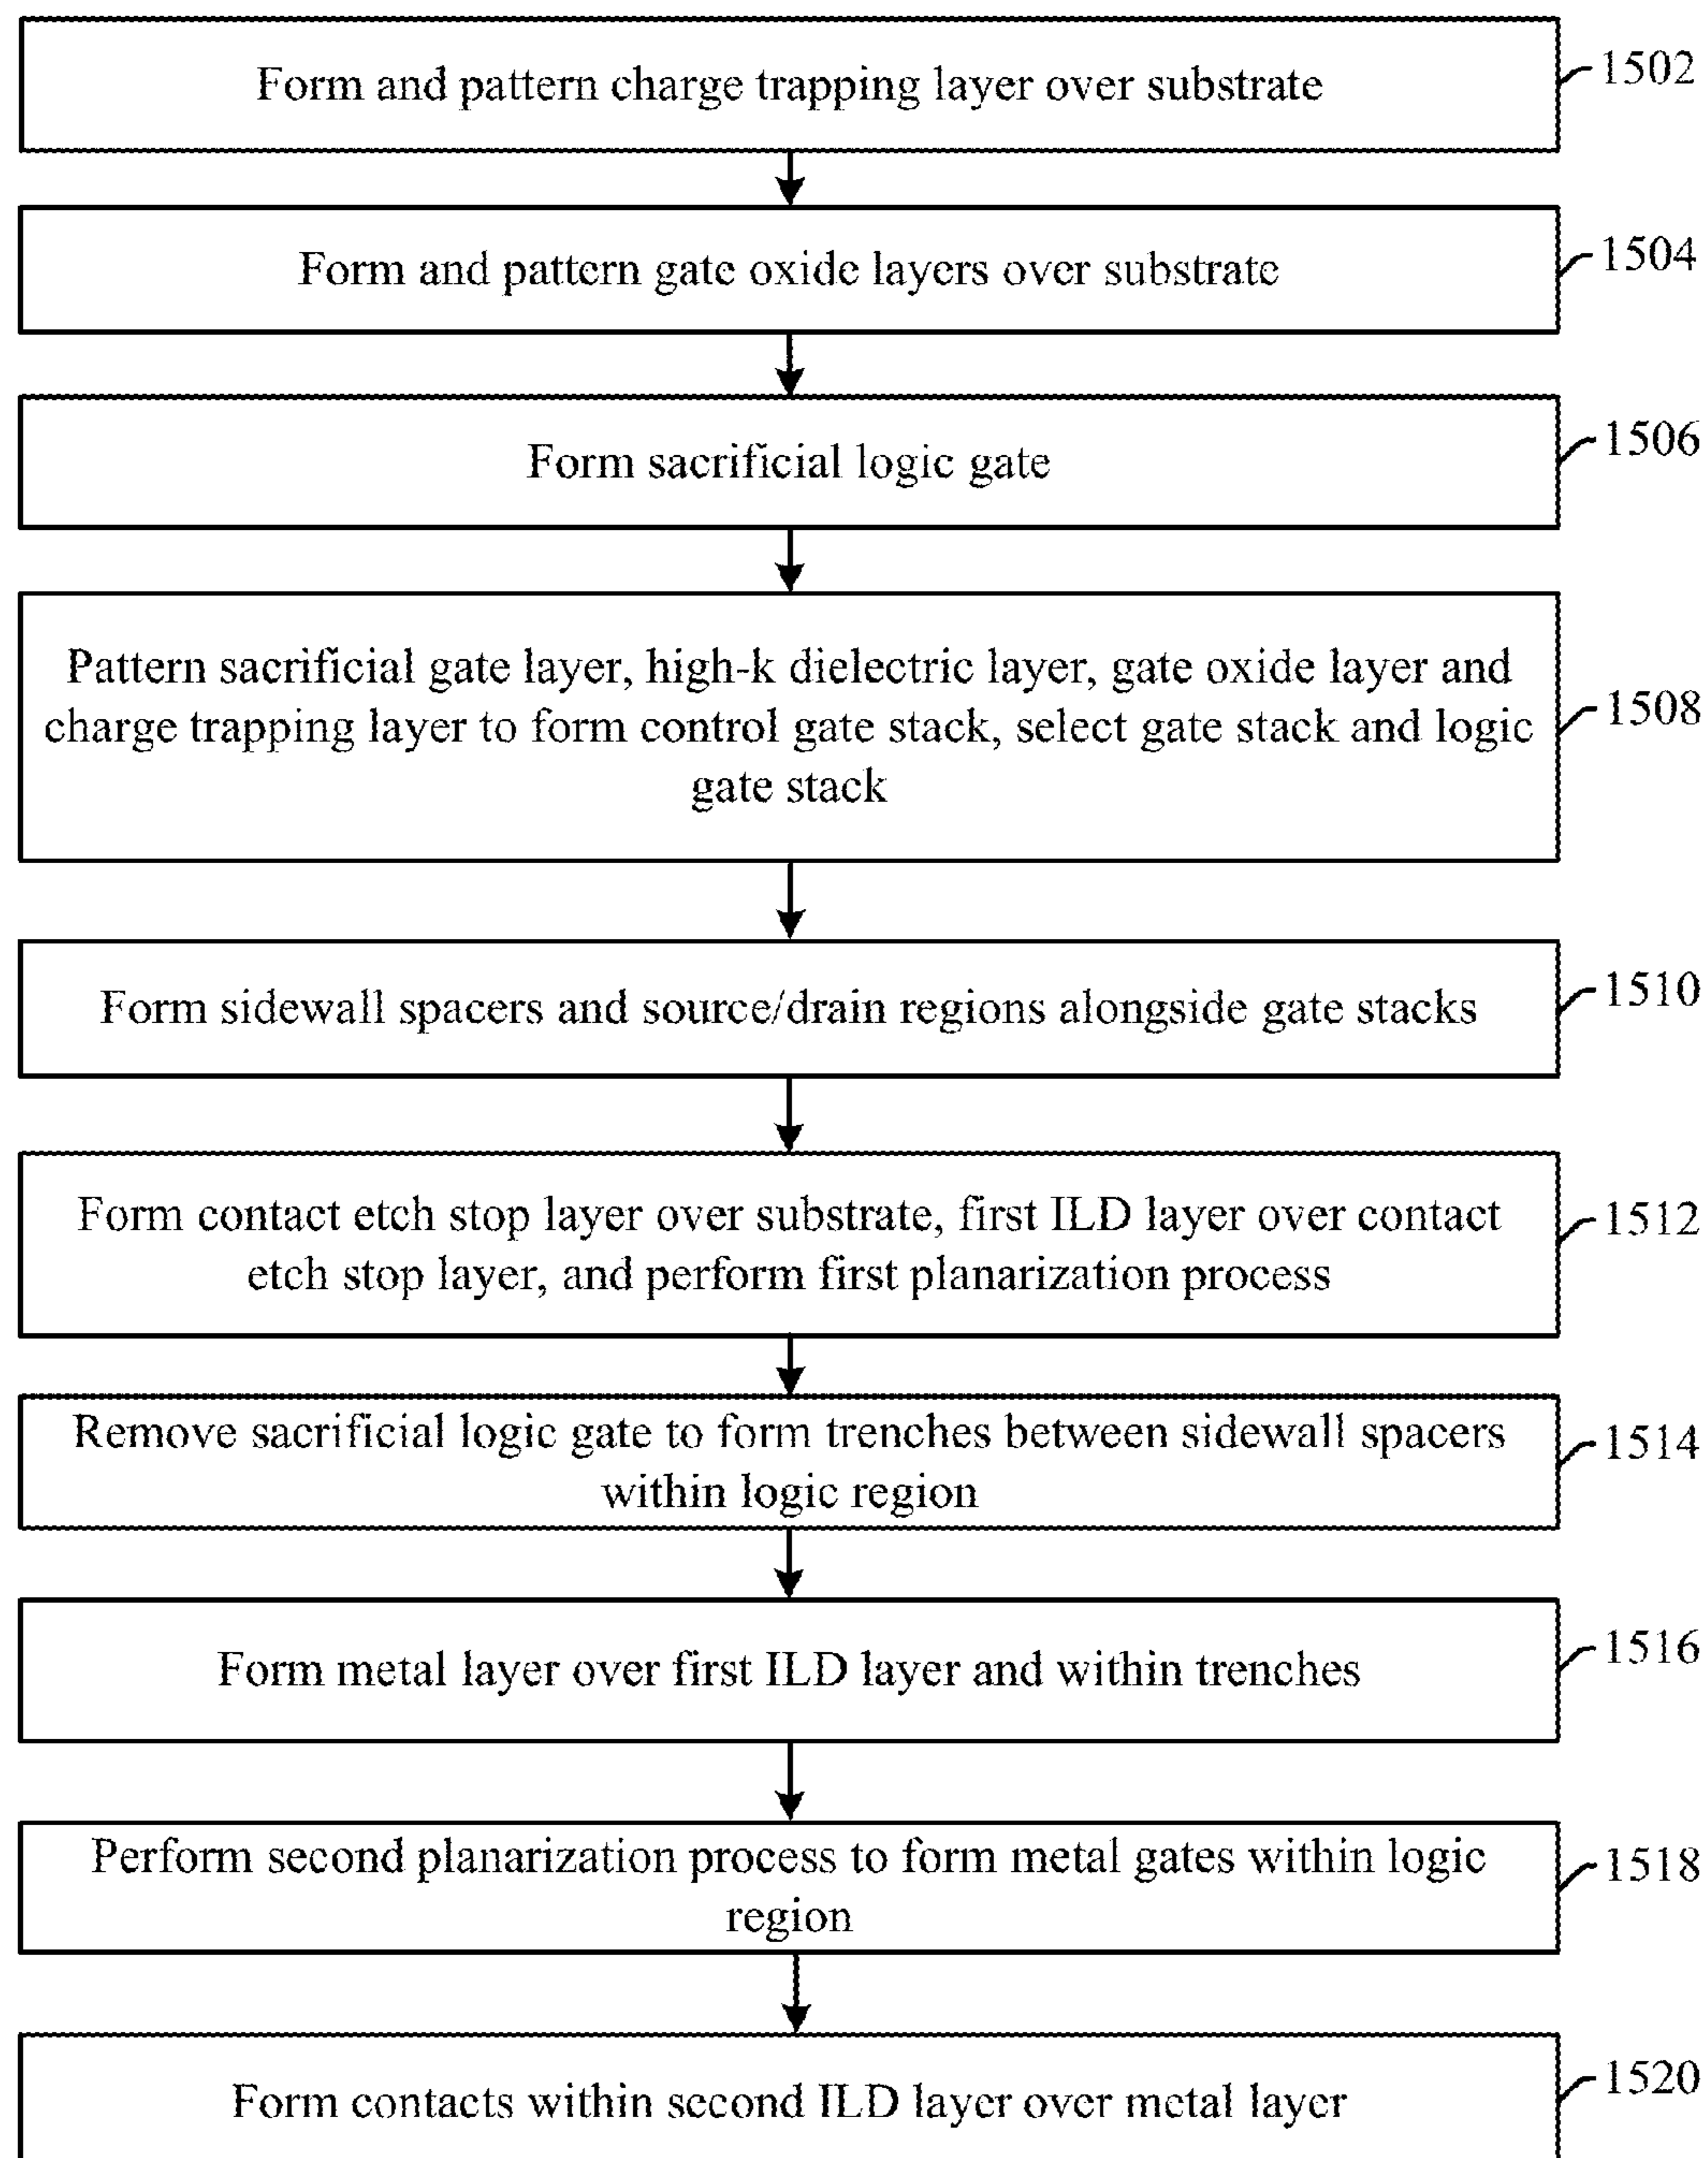 Form and pattern charge trapping layer over substrate
1502
Form and pattern gate oxide layers over substrate
1504
Form sacrificial logic gate
1506
Pattern sacrificial gate layer, high-k dielectric layer, gate oxide layer and
charge trapping layer to form control gate stack, select gate stack and logic
gate stack
1508
Form sidewall spacers and source/drain regions alongside gate stacks
1510
Form contact etch stop layer over substrate, first ILD layer over contact
etch stop layer, and perform first planarization process
1512
Remove sacrificial logic gate to form trenches between sidewall spacers
within logic region
1514
Form metal layer over first ILD layer and within trenches
1516
Perform second planarization process to form metal gates within logic
region
1518
Form contacts within second ILD layer over metal layer
1520